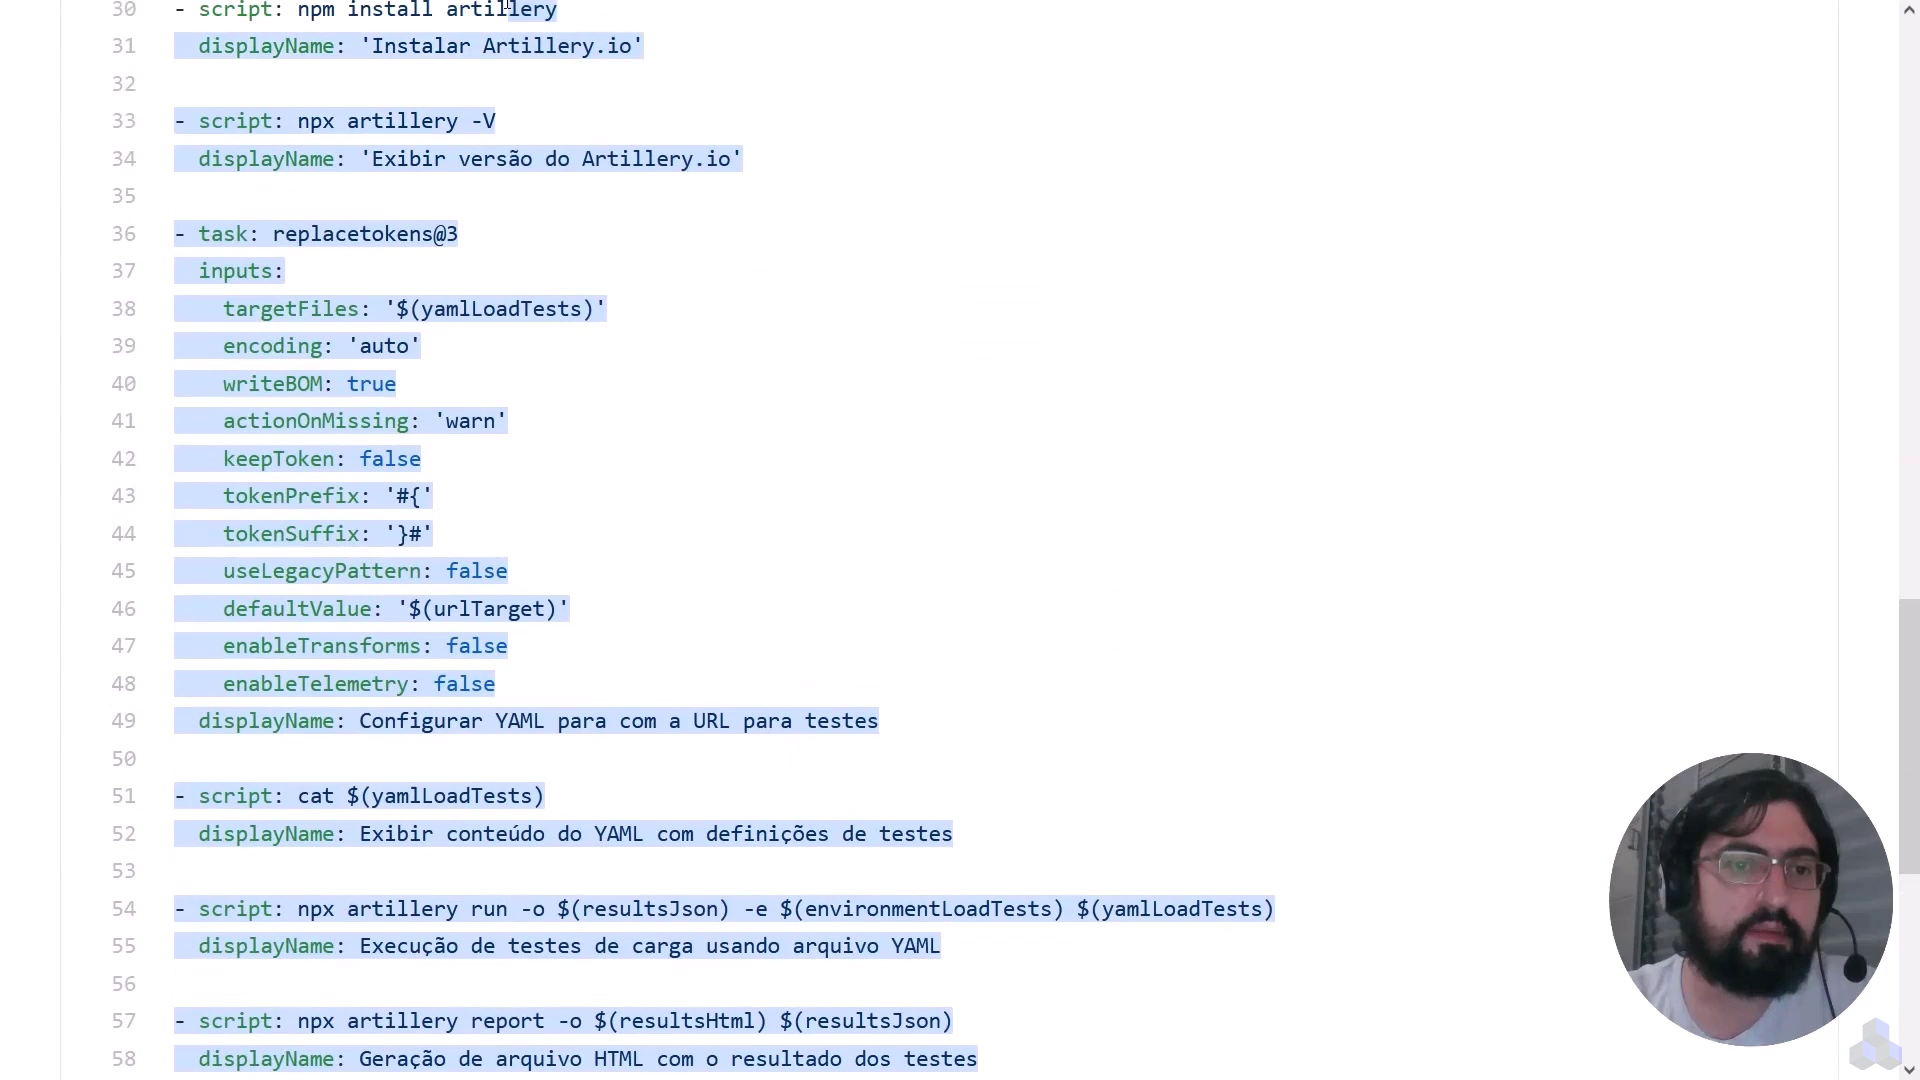 30 - script: npm install artillery
31 displayName: 'Instalar Artillery.io'
32
33 - script: npx artillery -V
34 displayName: 'Exibir versão do Artillery.io'
35
36 - task: replacetokens@3
37 inputs:
38 targetFiles: '$(yamlLoadTests)'
39 encoding: 'auto'
40 writeBOM: true
41 actionOnMissing: 'warn'
42 keepToken: false
43 tokenPrefix: '#{'
44 tokenSuffix: '}#'
45 useLegacyPattern: false
46 defaultValue: '$(urlTarget)'
47 enableTransforms: false
48 enableTelemetry: false
49 displayName: Configurar YAML para com a URL para testes
50
51 - script: cat $(yamlLoadTests)
52 displayName: Exibir conteúdo do YAML com definições de testes
53
54 - script: npx artillery run -o $(resultsJson) -e $(environmentLoadTests) $(yamlLoadTests)
55 displayName: Execução de testes de carga usando arquivo YAML
56
57 - script: npx artillery report -o $(resultsHtml) $(resultsJson)
58 displayName: Geração de arquivo HTML com o resultado dos testes